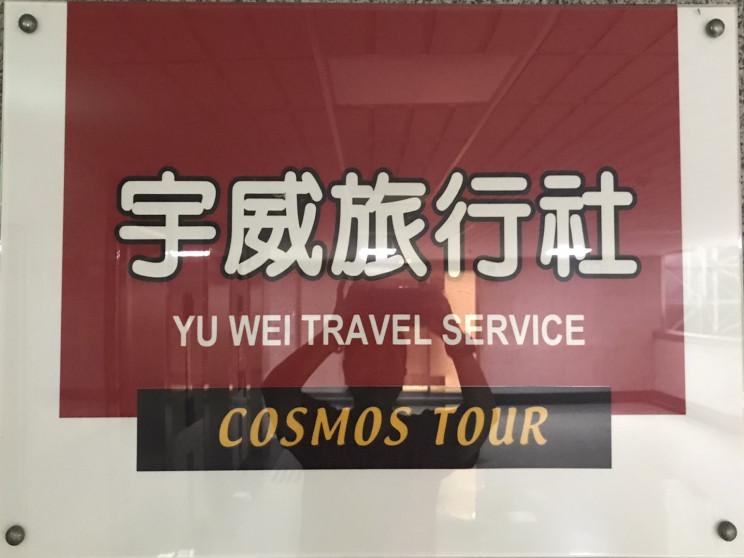 宇威旅行社
YU WEI TRAVEL SERVICE
COSMOS TOUR